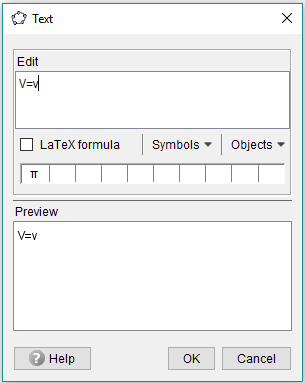 Text
Edit
V=v
LaTeX formula
Symbols
Objects
π
Preview
V=v
? Help
OK
Cancel